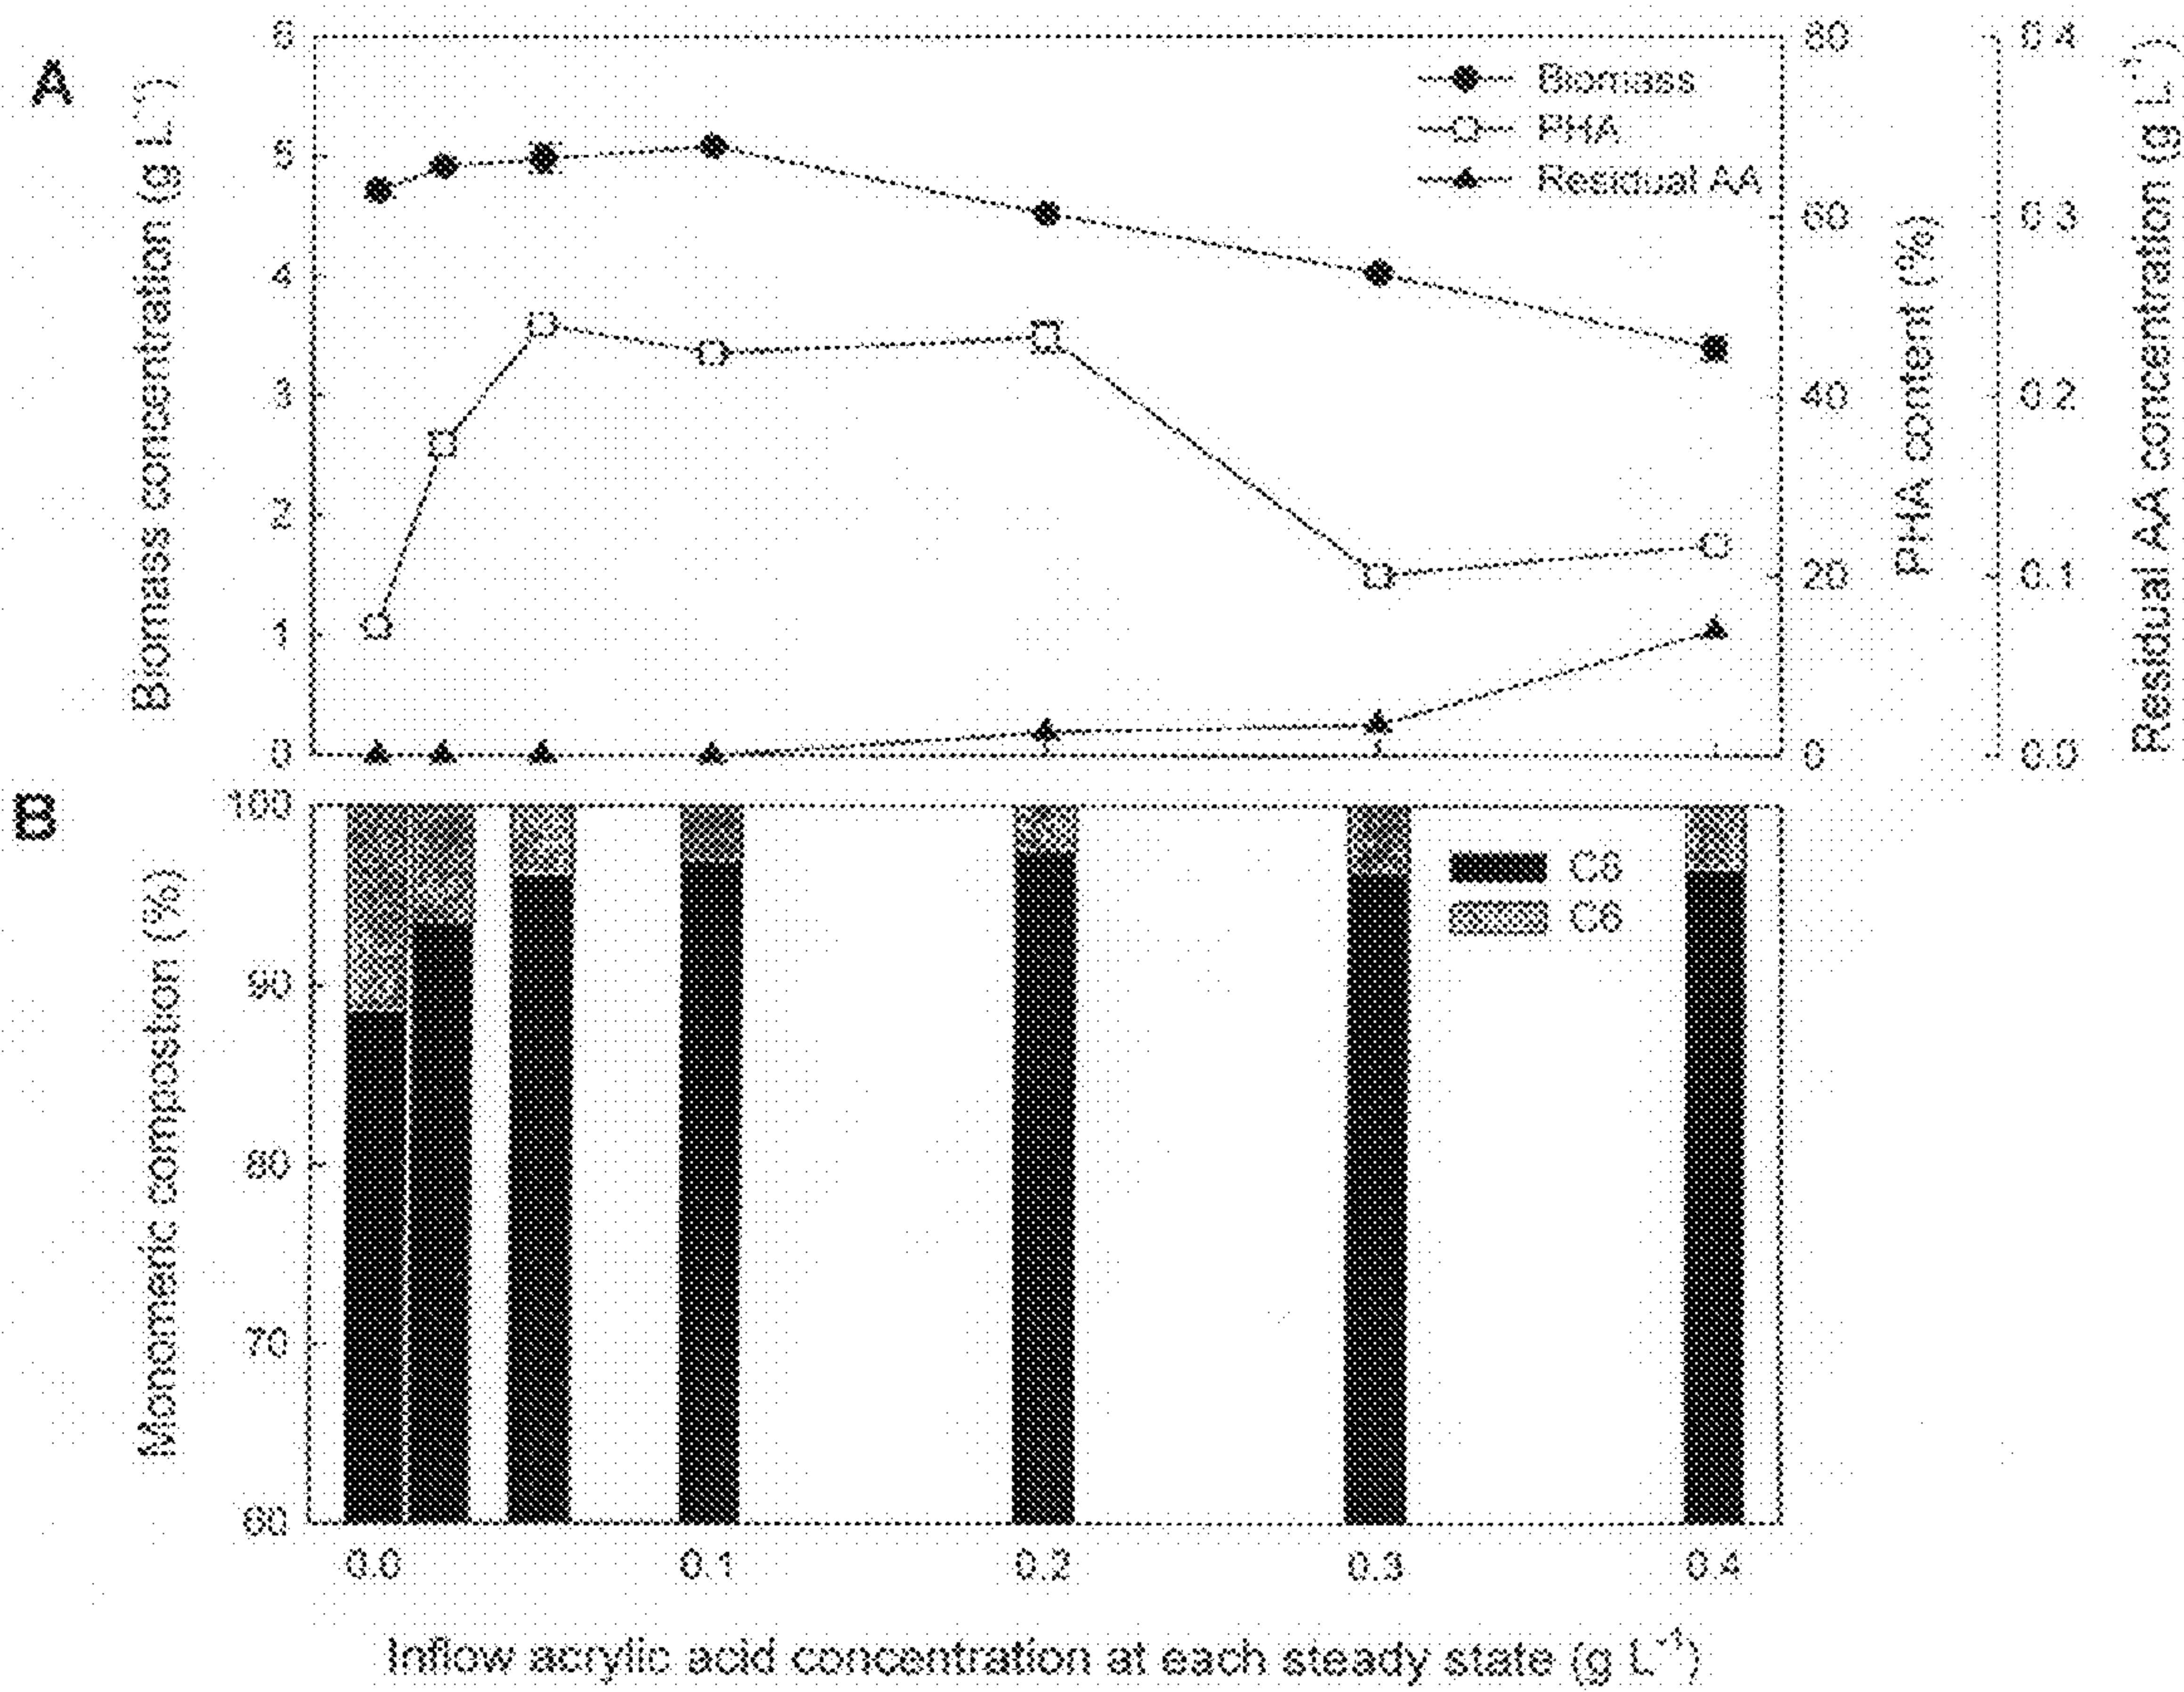 A
Biomass concentration (g L⁻¹)
6
5
4
3
2
1
0
Biomass
PHA
Residual AA
80
60
40
20
0
PHA content (%)
0.4
0.3
0.2
0.1
0.0
Residual AA concentration (g L⁻¹)
B
Monomeric compostion (%)
100
90
80
70
60
C8
C6
0.0 0.1 0.2 0.3 0.4
Inflow acrylic acid concentration at each steady state (g L⁻¹)